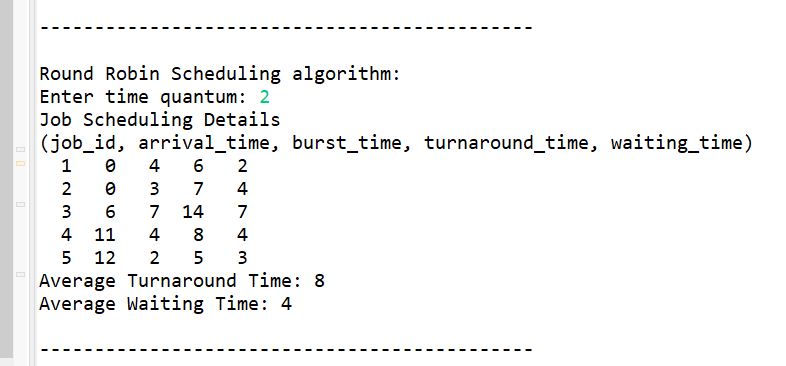 ---------------------------------------------
Round Robin Scheduling algorithm:
Enter time quantum: 2
Job Scheduling Details
(job_id, arrival_time, burst_time, turnaround_time, waiting_time)
1 0 4 6 2
2 0 3 7 4
3 6 7 14 7
4 11 4 8 4
5 12 2 5 3
Average Turnaround Time: 8
Average Waiting Time: 4
---------------------------------------------